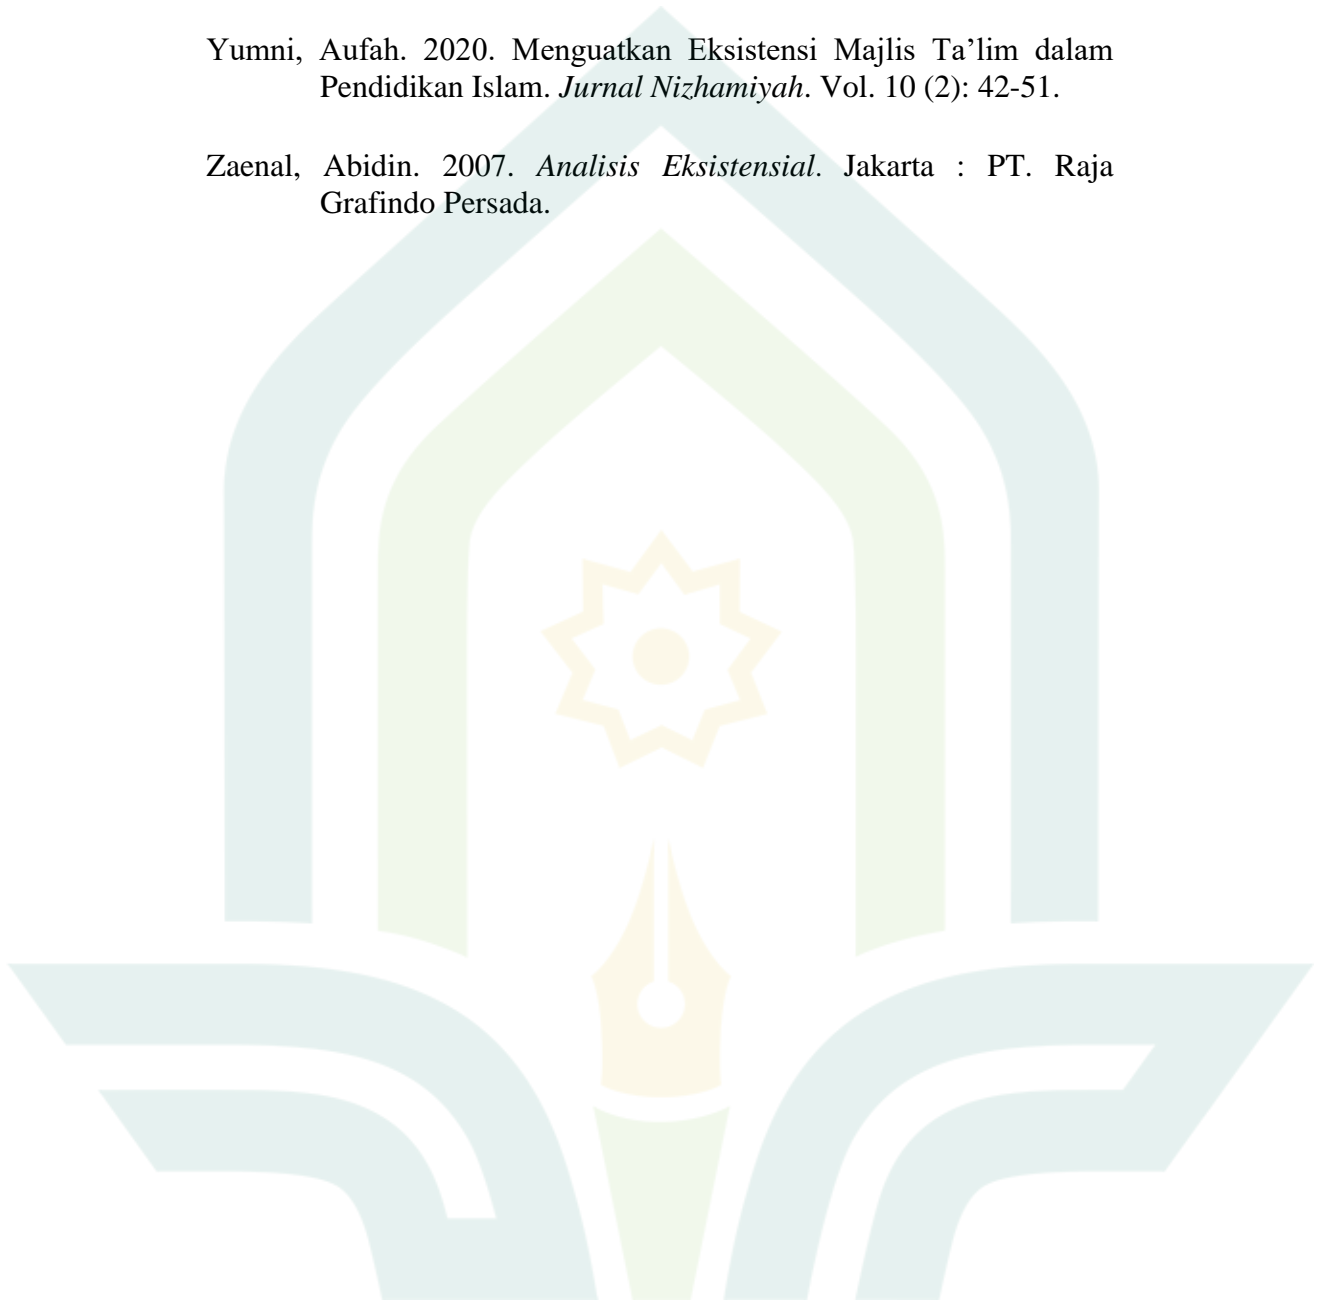 Yumni, Aufah. 2020. Menguatkan Eksistensi Majlis Ta’lim dalam
Pendidikan Islam. Jurnal Nizhamiyah. Vol. 10 (2): 42-51.
Zaenal, Abidin. 2007. Analisis Eksistensial. Jakarta : PT. Raja
Grafindo Persada.